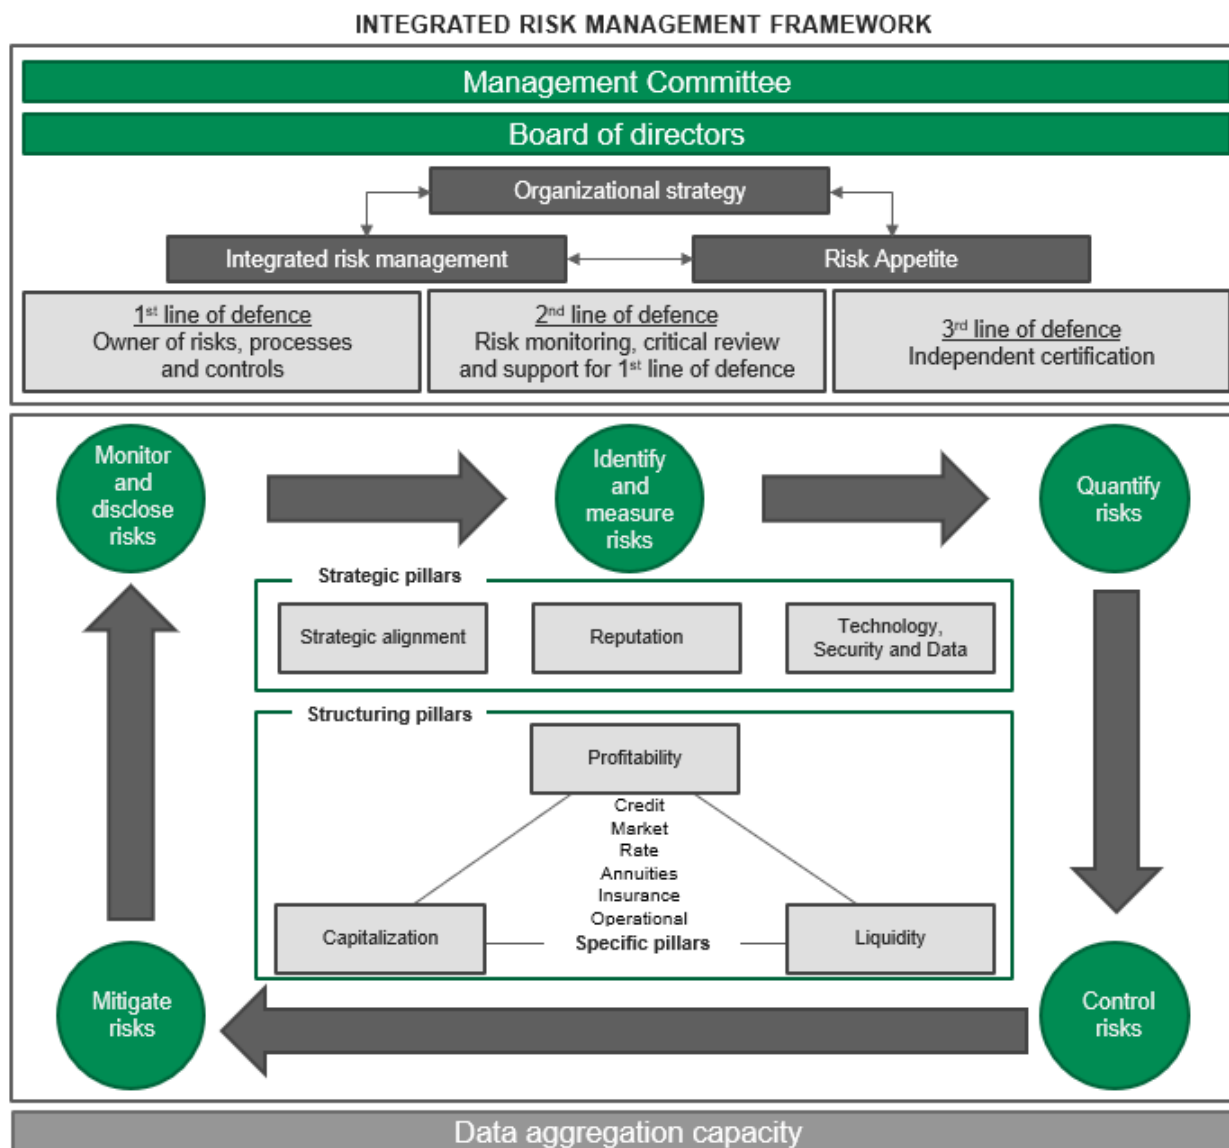 INTEGRATED RISK MANAGEMENT FRAMEWORK
Management Committee
Board of directors
Organizational strategy
Integrated risk management
Risk Appetite
1st line of defence
Owner of risks, processes
and controls
2nd line of defence
Risk monitoring, critical review
and support for 1st line of defence
3rd line of defence
Independent certification
Monitor
and
disclose
risks
Identify
and
measure
risks
Quantify
risks
Strategic pillars
Strategic alignment
Reputation
Technology,
Security and Data
Structuring pillars
Profitability
Credit
Market
Rate
Annuities
Insurance
Operational
Capitalization
Specific pillars
Liquidity
Mitigate
risks
Control
risks
Data aggregation capacity